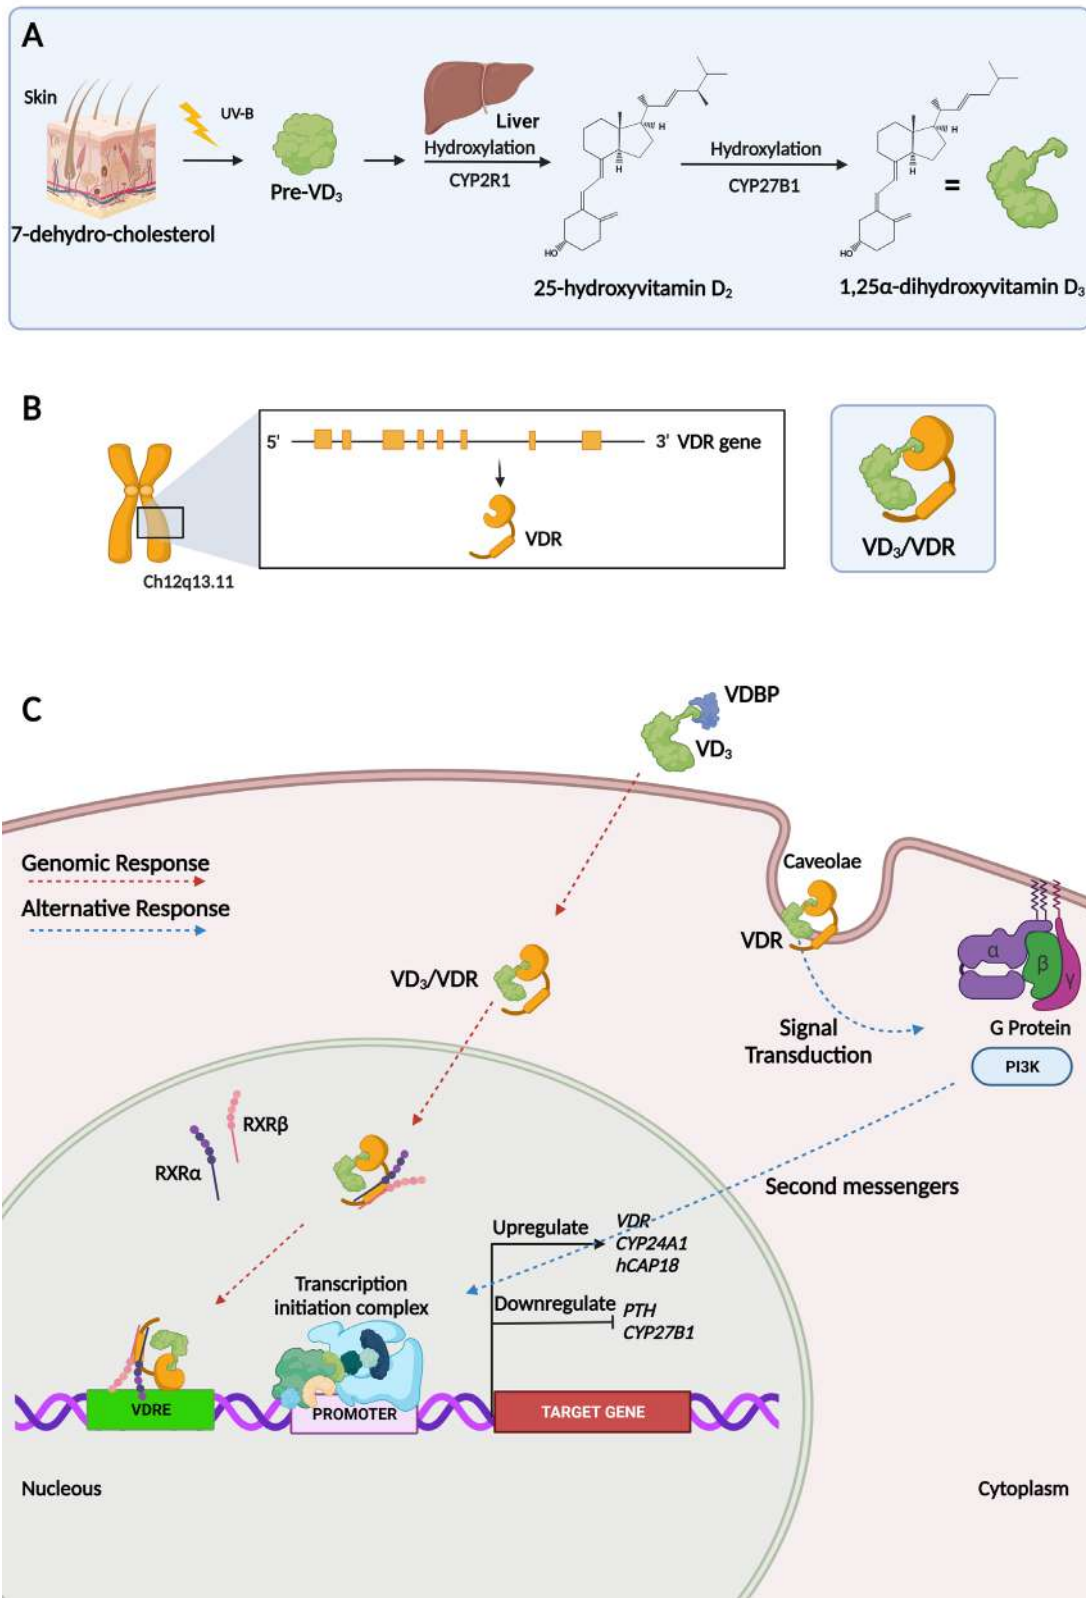 A
Skin
UV-B
Liver
Hydroxylation
CYP2R1
Hydroxylation
CYP27B1
Pre-VD₃
=
7-dehydro-cholesterol
H
H
HO
H
H
HO
25-hydroxyvitamin D₂
1,25α-dihydroxyvitamin D₃
B
5'
3' VDR gene
VDR
Ch12q13.11
VD₃/VDR
C
VDBP
VD₃
Genomic Response
Alternative Response
Caveolae
VDR
VD₃/VDR
α
β
γ
G Protein
PI3K
Signal
Transduction
RXRβ
RXRα
Second messengers
Upregulate
VDR
CYP24A1
hCAP18
Transcription
initiation complex
Downregulate
PTH
CYP27B1
VDRE
PROMOTER
TARGET GENE
Nucleous
Cytoplasm